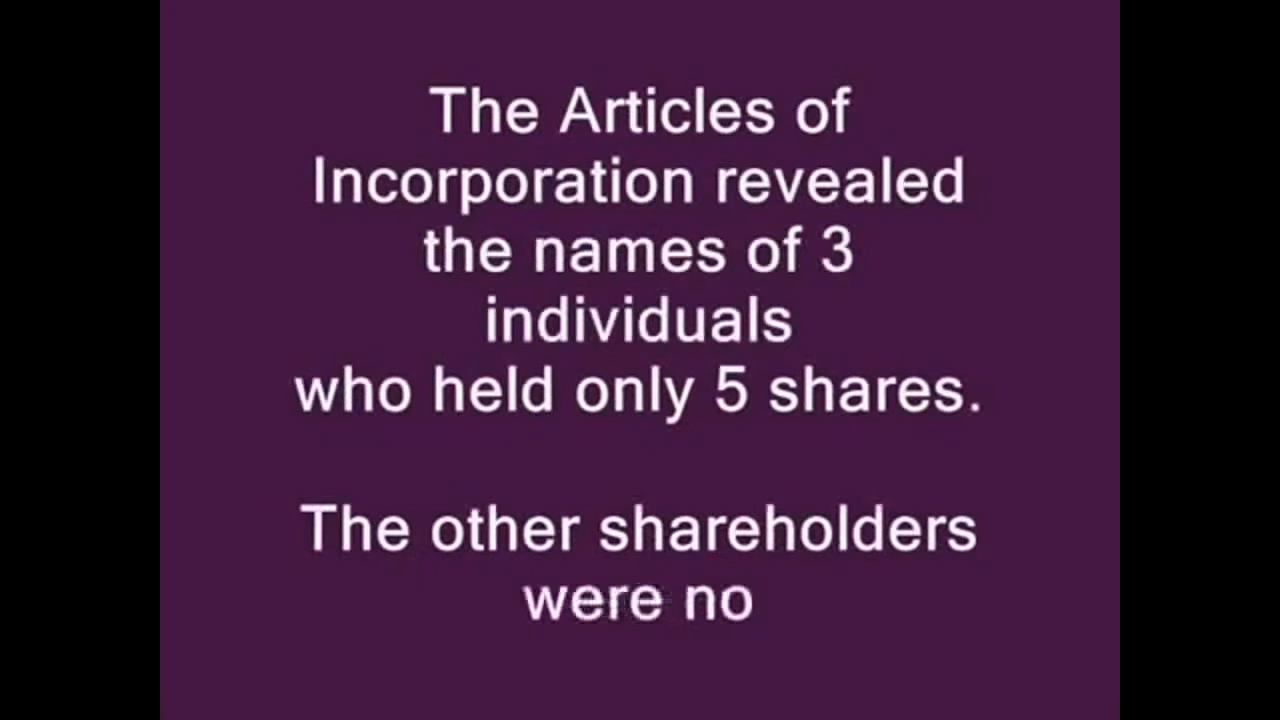 The Articles of
Incorporation revealed
the names of 3
individuals
who held only 5 shares.
The other shareholders
were no